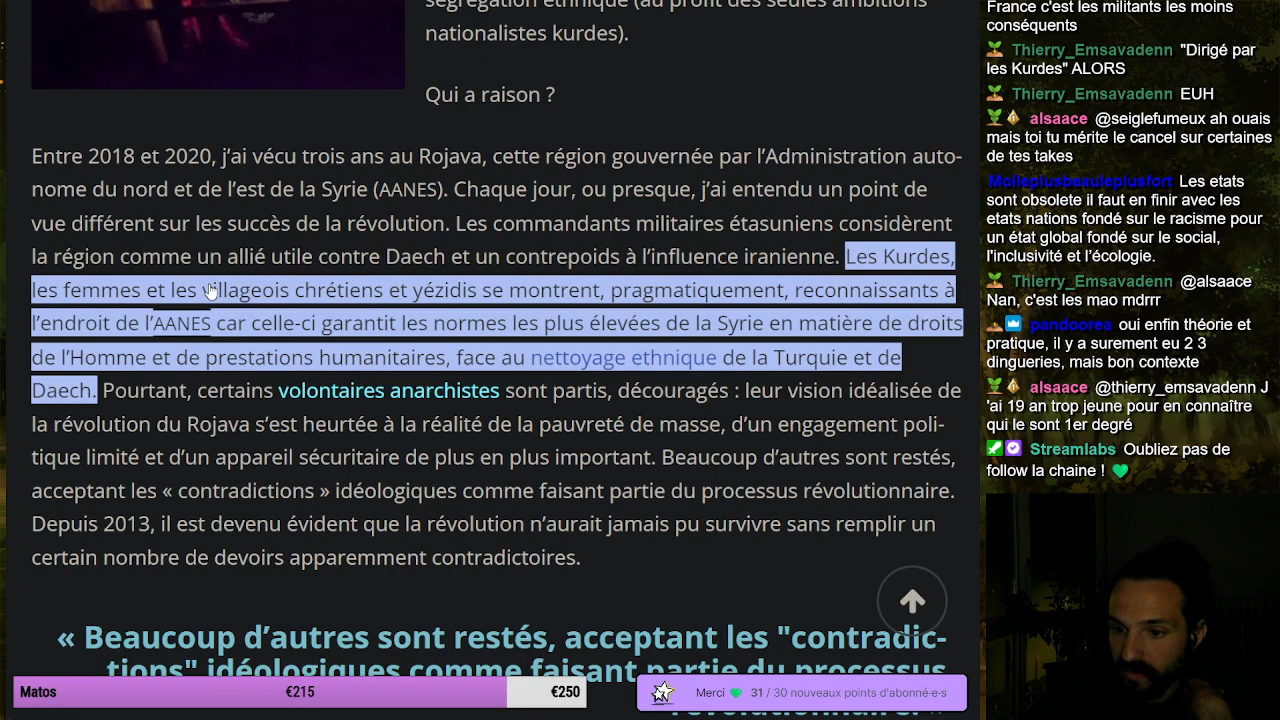 ségrégation ethnique (au profit des seules ambitions
nationalistes kurdes).
Qui a raison ?
Entre 2018 et 2020, j’ai vécu trois ans au Rojava, cette région gouvernée par l’Administration auto-
nome du nord et de l’est de la Syrie (AANES). Chaque jour, ou presque, j’ai entendu un point de
vue différent sur les succès de la révolution. Les commandants militaires étasuniens considèrent
la région comme un allié utile contre Daech et un contrepoids à l’influence iranienne. Les Kurdes,
les femmes et les villageois chrétiens et yézidis se montrent, pragmatiquement, reconnaissants à
l’endroit de l’AANES car celle-ci garantit les normes les plus élevées de la Syrie en matière de droits
de l’Homme et de prestations humanitaires, face au nettoyage ethnique de la Turquie et de
Daech. Pourtant, certains volontaires anarchistes sont partis, découragés : leur vision idéalisée de
la révolution du Rojava s’est heurtée à la réalité de la pauvreté de masse, d’un engagement poli-
tique limité et d’un appareil sécuritaire de plus en plus important. Beaucoup d’autres sont restés,
acceptant les « contradictions » idéologiques comme faisant partie du processus révolutionnaire.
Depuis 2013, il est devenu évident que la révolution n’aurait jamais pu survivre sans remplir un
certain nombre de devoirs apparemment contradictoires.
« Beaucoup d’autres sont restés, acceptant les "contradic-
tions" idéologiques comme faisant partie du processus
révolutionnaire. »
Matos €215 €250
Merci 31 / 30 nouveaux points d'abonné·e·s
France c'est les militants les moins
conséquents
Thierry_Emsavadenn "Dirigé par
les Kurdes" ALORS
Thierry_Emsavadenn EUH
alsaace @seiglefumeux ah ouais
mais toi tu mérite le cancel sur certaines
de tes takes
Molleplusbeauleplusfort Les etats
sont obsolete il faut en finir avec les
etats nations fondé sur le racisme pour
un état global fondé sur le social,
l'inclusivité et l'écologie.
Thierry_Emsavadenn @alsaace
Nan, c'est les mao mdrrr
pandoorea oui enfin théorie et
pratique, il y a surement eu 2 3
dingueries, mais bon contexte
alsaace @thierry_emsavadenn J
'ai 19 an trop jeune pour en connaître
qui le sont 1er degré
Streamlabs Oubliez pas de
follow la chaine !